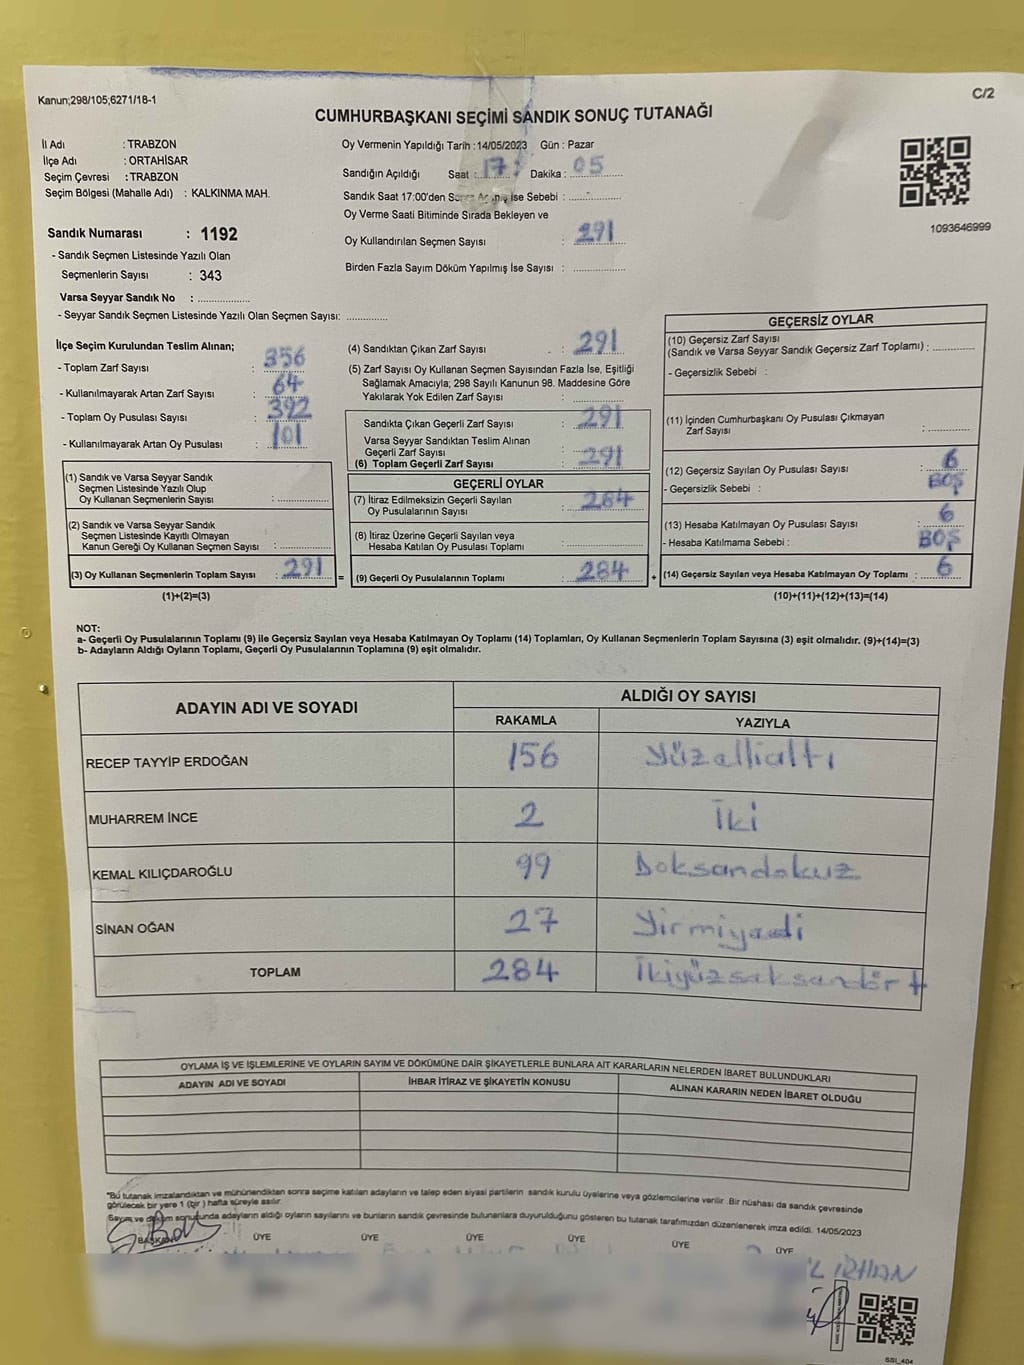 Kanun;298/105;6271/18-1
C/2
CUMHURBAŞKANI SEÇİMİ SANDIK SONUÇ TUTANAĞI
İl Adı : TRABZON
İlçe Adı : ORTAHİSAR
Seçim Çevresi : TRABZON
Seçim Bölgesi (Mahalle Adı) : KALKINMA MAH.
Sandık Numarası : 1192
- Sandık Seçmen Listesinde Yazılı Olan
Seçmenlerin Sayısı : 343
Varsa Seyyar Sandık No : ................
- Seyyar Sandık Seçmen Listesinde Yazılı Olan Seçmen Sayısı: .............
Oy Vermenin Yapıldığı Tarih :14/05/2023 Gün : Pazar
Sandığın Açıldığı Saat : 17 Dakika : 05
Sandık Saat 17:00'den İse Sebebi :
Oy Verme Saati Bitiminde Sırada Bekleyen ve
Oy Kullandırılan Seçmen Sayısı : 291
Birden Fazla Sayım Döküm Yapılmış İse Sayısı : ................
1093646999
İlçe Seçim Kurulundan Teslim Alınan;
- Toplam Zarf Sayısı : 356
- Kullanılmayarak Artan Zarf Sayısı : 64
- Toplam Oy Pusulası Sayısı : 392
- Kullanılmayarak Artan Oy Pusulası : 101
(1) Sandık ve Varsa Seyyar Sandık
Seçmen Listesinde Yazılı Olup
Oy Kullanan Seçmenlerin Sayısı :................
(2) Sandık ve Varsa Seyyar Sandık
Seçmen Listesinde Kayıtlı Olmayan
Kanun Gereği Oy Kullanan Seçmen Sayısı :................
(3) Oy Kullanan Seçmenlerin Toplam Sayısı : 291
(1)+(2)=(3)
(4) Sandıktan Çıkan Zarf Sayısı : 291
(5) Zarf Sayısı Oy Kullanan Seçmen Sayısından Fazla İse, Eşitliği
Sağlamak Amacıyla; 298 Sayılı Kanunun 98. Maddesine Göre
Yakılarak Yok Edilen Zarf Sayısı :
Sandıkta Çıkan Geçerli Zarf Sayısı : 291
Varsa Seyyar Sandıktan Teslim Alınan
Geçerli Zarf Sayısı :
(6) Toplam Geçerli Zarf Sayısı : 291
GEÇERLİ OYLAR
(7) İtiraz Edilmeksizin Geçerli Sayılan
Oy Pusulalarının Sayısı : 284
(8) İtiraz Üzerine Geçerli Sayılan veya
Hesaba Katılan Oy Pusulası Toplamı :................
= (9) Geçerli Oy Pusulalarının Toplamı : 284
GEÇERSİZ OYLAR
(10) Geçersiz Zarf Sayısı
(Sandık ve Varsa Seyyar Sandık Geçersiz Zarf Toplamı) :
- Geçersizlik Sebebi :
(11) İçinden Cumhurbaşkanı Oy Pusulası Çıkmayan
Zarf Sayısı :
(12) Geçersiz Sayılan Oy Pusulası Sayısı : 6
- Geçersizlik Sebebi : BOŞ
(13) Hesaba Katılmayan Oy Pusulası Sayısı : 6
- Hesaba Katılmama Sebebi : BOŞ
+ (14) Geçersiz Sayılan veya Hesaba Katılmayan Oy Toplamı : 6
(10)+(11)+(12)+(13)=(14)
NOT:
a- Geçerli Oy Pusulalarının Toplamı (9) ile Geçersiz Sayılan veya Hesaba Katılmayan Oy Toplamı (14) Toplamları, Oy Kullanan Seçmenlerin Toplam Sayısına (3) eşit olmalıdır. (9)+(14)=(3)
b- Adayların Aldığı Oyların Toplamı, Geçerli Oy Pusulalarının Toplamına (9) eşit olmalıdır.
ADAYIN ADI VE SOYADI ALDIĞI OY SAYISI
RAKAMLA YAZIYLA
RECEP TAYYİP ERDOĞAN 156 Yüzellialtı
MUHARREM İNCE 2 İki
KEMAL KILIÇDAROĞLU 99 Doksandokuz
SİNAN OĞAN 27 Yirmiyedi
TOPLAM 284 İkiyüzseksendört
OYLAMA İŞ VE İŞLEMLERİNE VE OYLARIN SAYIM VE DÖKÜMÜNE DAİR ŞİKAYETLERLE BUNLARA AİT KARARLARIN NELERDEN İBARET BULUNDUKLARI
ADAYIN ADI VE SOYADI İHBAR İTİRAZ VE ŞİKAYETİN KONUSU ALINAN KARARIN NEDEN İBARET OLDUĞU
"Bu tutanak imzalandıktan ve mühürlendikten sonra seçime katılan adayların ve talep eden siyasi partilerin sandık kurulu üyelerine veya gözlemcilerine verilir. Bir nüshası da sandık çevresinde
görülecek bir yere 1 (bir) hafta süreyle asılır.
Sayım ve döküm sonucunda adayların aldığı oyların sayılarını ve bunların sandık çevresinde bulunanlara duyurulduğunu gösteren bu tutanak tarafımızdan düzenlenerek imza edildi. 14/05/2023
BAŞKAN ÜYE ÜYE ÜYE ÜYE ÜYE ÜYE